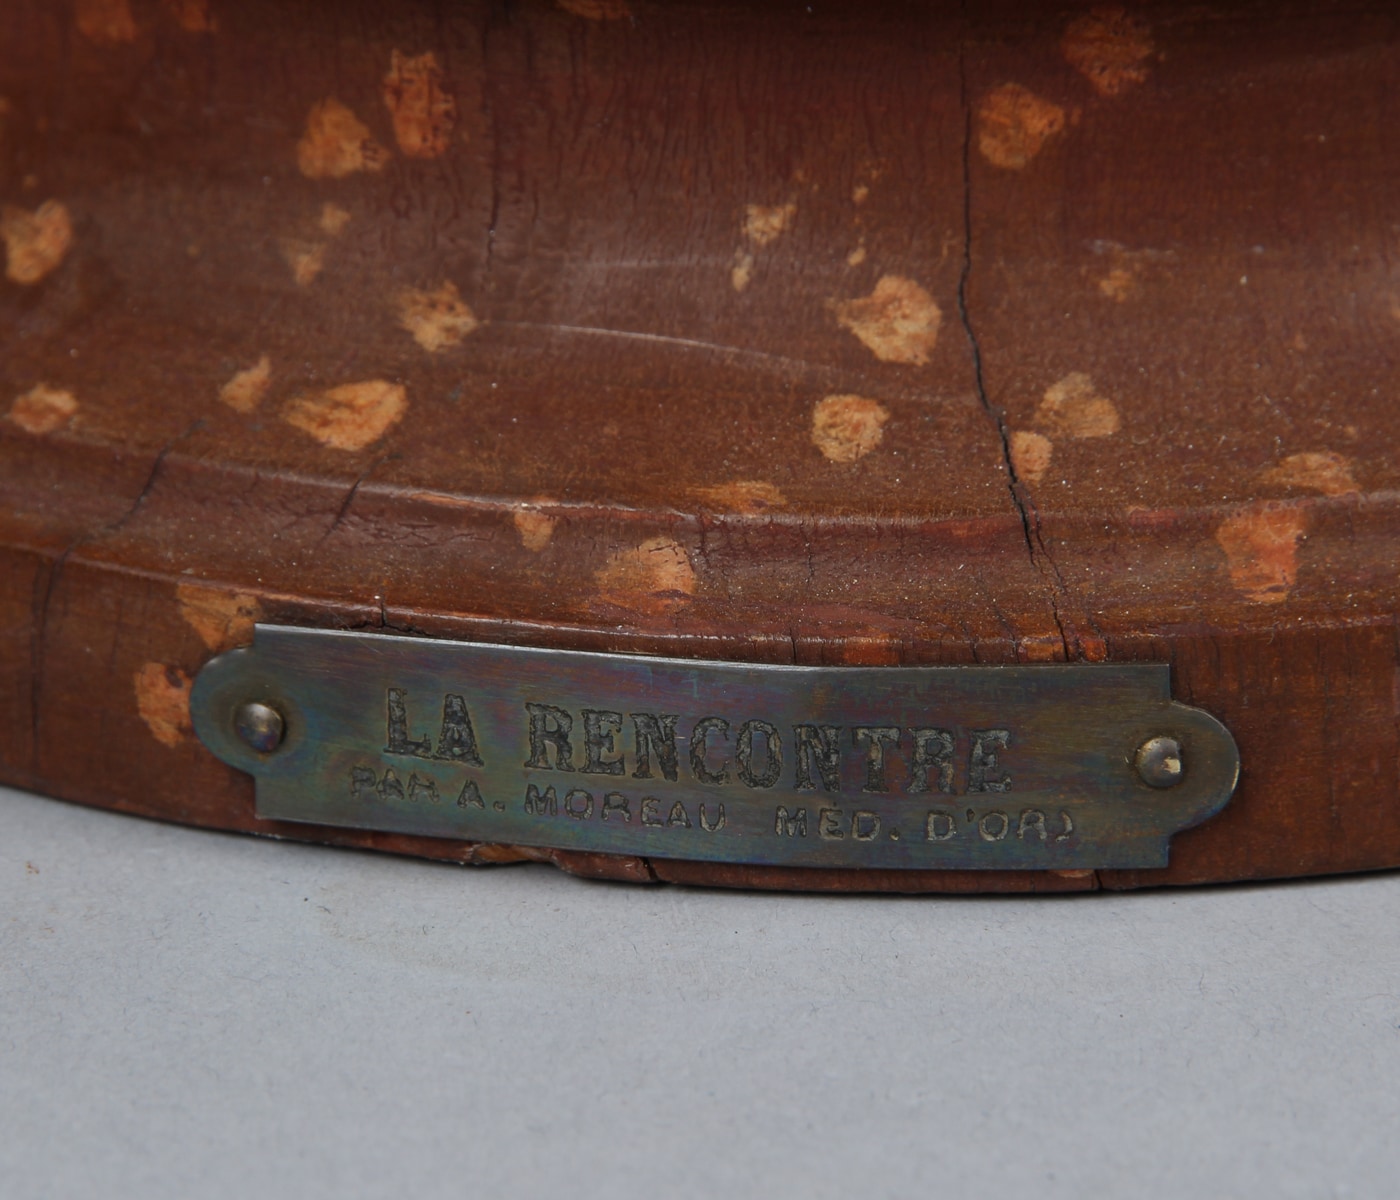 LA RENCONTRE
PAR A. MOREAU MÉD. D'OR)